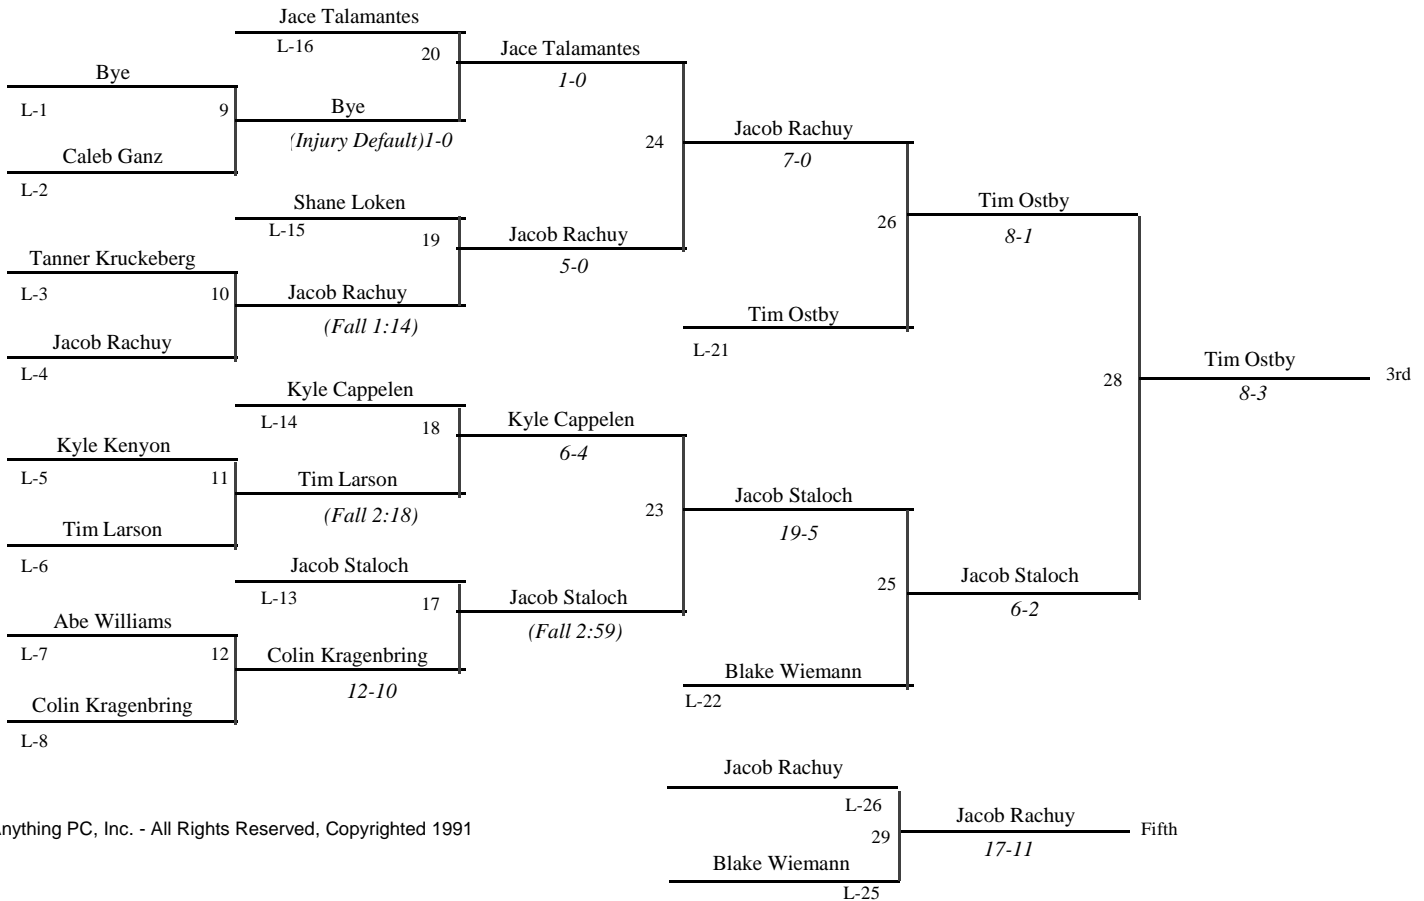 Jace Talamantes
L-16
20
Jace Talamantes
1-0
Bye
L-1
9
Bye
(Injury Default)1-0
Caleb Ganz
L-2
24
Jacob Rachuy
7-0
Shane Loken
L-15
19
Jacob Rachuy
5-0
Tanner Kruckeberg
L-3
10
Jacob Rachuy
(Fall 1:14)
Jacob Rachuy
L-4
26
Tim Ostby
8-1
Tim Ostby
L-21
28
Tim Ostby
8-3
3rd
Kyle Cappelen
L-14
18
Kyle Cappelen
6-4
Kyle Kenyon
L-5
11
Tim Larson
(Fall 2:18)
Tim Larson
L-6
23
Jacob Staloch
19-5
Jacob Staloch
L-13
17
Jacob Staloch
(Fall 2:59)
25
Jacob Staloch
6-2
Abe Williams
L-7
12
Colin Kragenbring
12-10
Colin Kragenbring
L-8
Blake Wiemann
L-22
Jacob Rachuy
L-26
29
Jacob Rachuy
17-11
Fifth
Blake Wiemann
L-25
nything PC, Inc. - All Rights Reserved, Copyrighted 1991